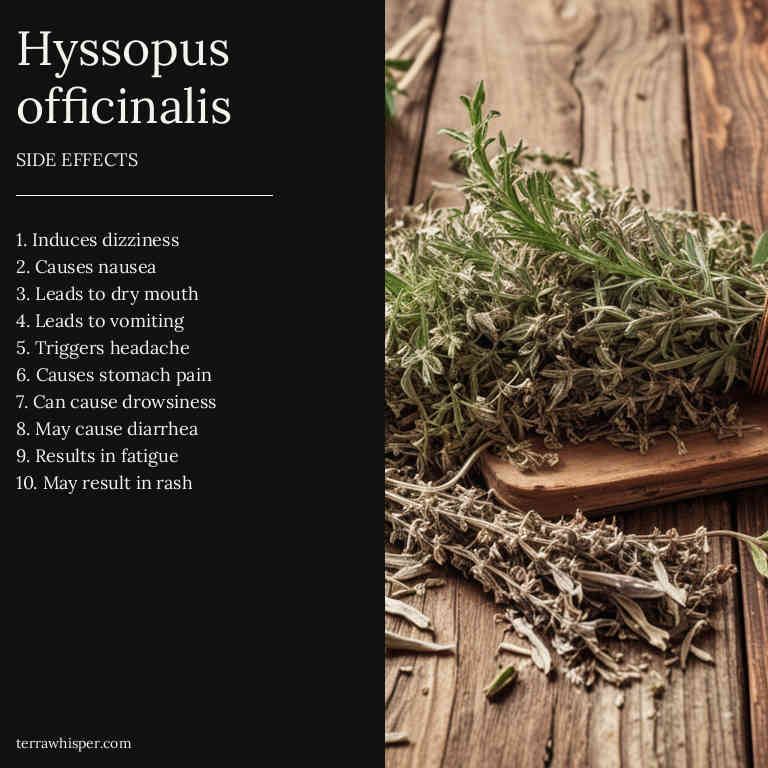 Hyssopus
officinalis
SIDE EFFECTS
1. Induces dizziness
2. Causes nausea
3. Leads to dry mouth
4. Leads to vomiting
5. Triggers headache
6. Causes stomach pain
7. Can cause drowsiness
8. May cause diarrhea
9. Results in fatigue
10. May result in rash
terrawhisper.com